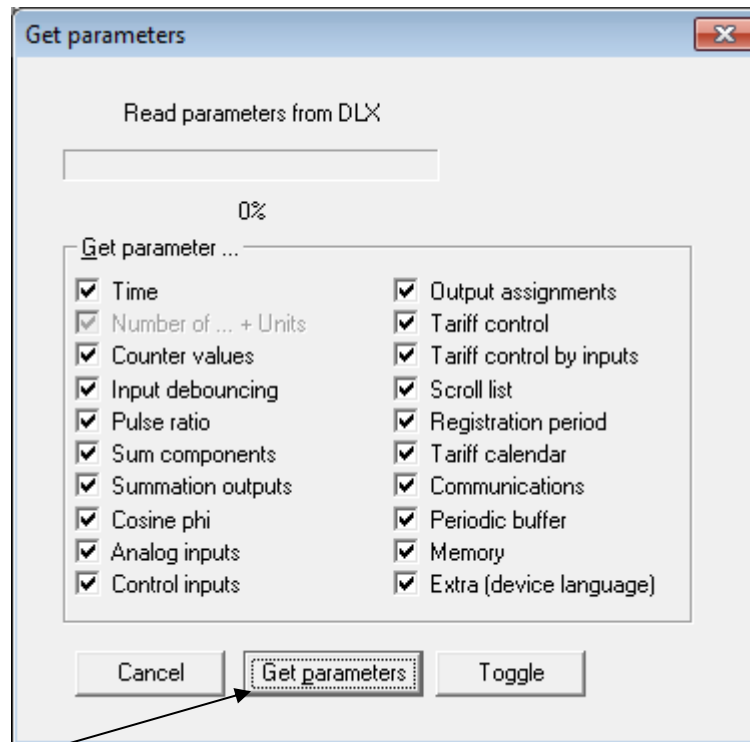 Get parameters
Read parameters from DLX
0%
Get parameter ...
Time
Number of ... + Units
Counter values
Input debouncing
Pulse ratio
Sum components
Summation outputs
Cosine phi
Analog inputs
Control inputs
Output assignments
Tariff control
Tariff control by inputs
Scroll list
Registration period
Tariff calendar
Communications
Periodic buffer
Memory
Extra (device language)
Cancel
Get parameters
Toggle